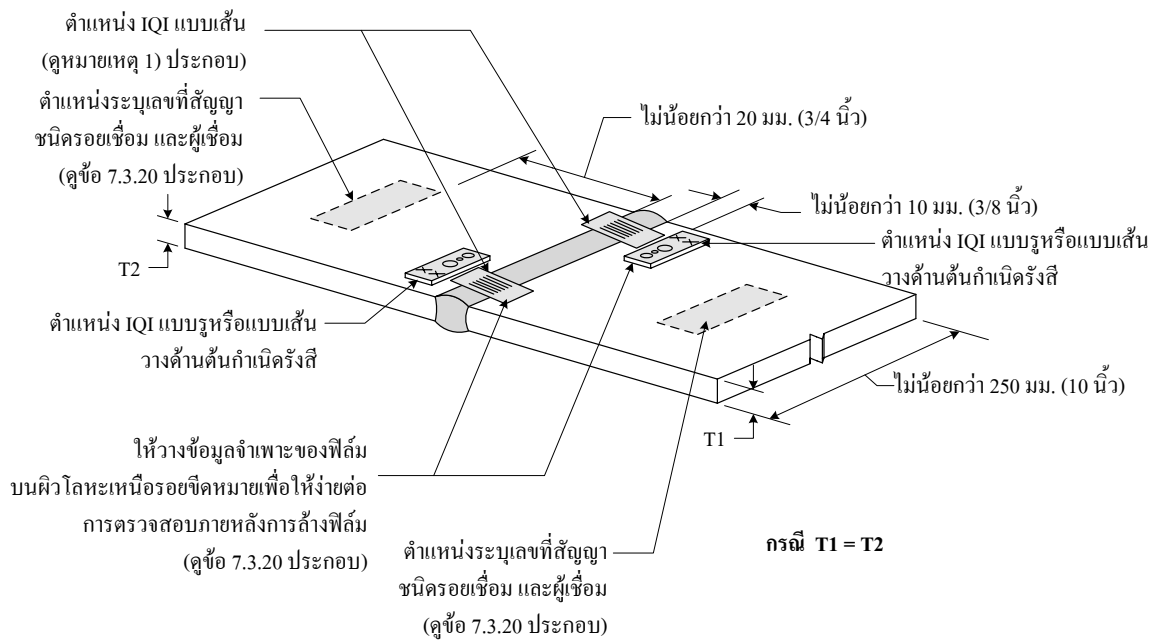 ตำแหน่ง IQI แบบเส้น
(ดูหมายเหตุ 1) ประกอบ)
ตำแหน่งระบุเลขที่สัญญา
ชนิดรอยเชื่อม และผู้เชื่อม
(ดูข้อ 7.3.20 ประกอบ)
ไม่น้อยกว่า 20 มม. (3/4 นิ้ว)
ไม่น้อยกว่า 10 มม. (3/8 นิ้ว)
ตำแหน่ง IQI แบบรูหรือแบบเส้น
วางด้านต้นกำเนิดรังสี
T2
ตำแหน่ง IQI แบบรูหรือแบบเส้น
วางด้านต้นกำเนิดรังสี
ไม่น้อยกว่า 250 มม. (10 นิ้ว)
T1
ให้วางข้อมูลจำเพาะของฟิล์ม
บนผิวโลหะเหนือรอยขีดหมายเพื่อให้ง่ายต่อ
การตรวจสอบภายหลังการล้างฟิล์ม
(ดูข้อ 7.3.20 ประกอบ)
ตำแหน่งระบุเลขที่สัญญา
ชนิดรอยเชื่อม และผู้เชื่อม
(ดูข้อ 7.3.20 ประกอบ)
กรณี T1 = T2